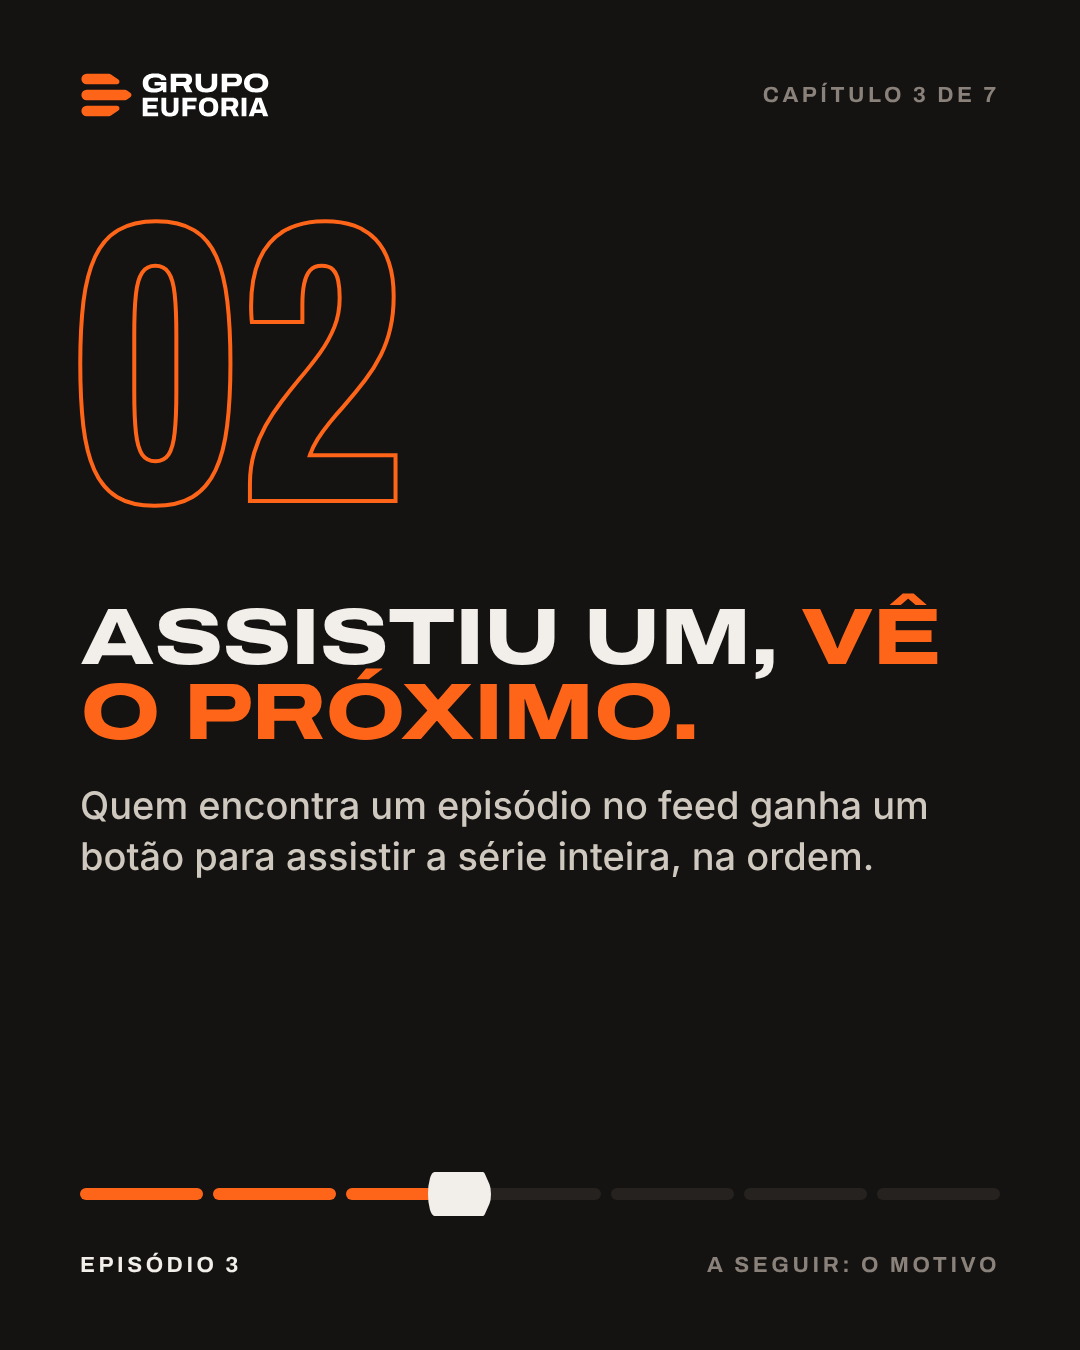 GRUPO
EUFORIA
CAPÍTULO 3 DE 7
02
ASSISTIU UM, VÊ
O PRÓXIMO.
Quem encontra um episódio no feed ganha um
botão para assistir a série inteira, na ordem.
EPISÓDIO 3
A SEGUIR: O MOTIVO